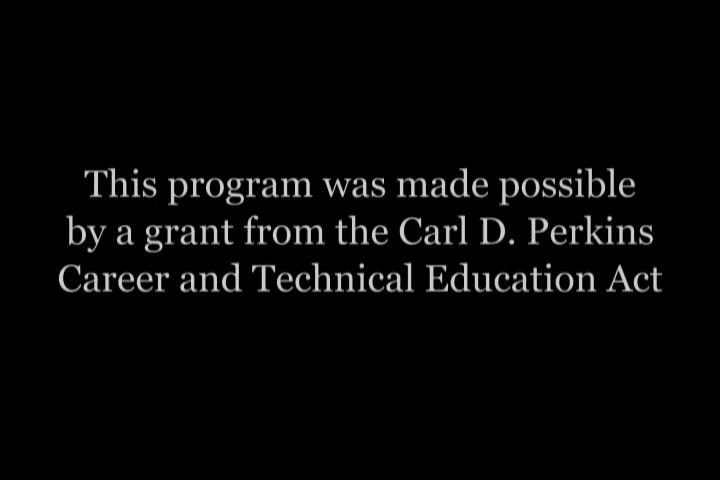 This program was made possible
by a grant from the Carl D. Perkins
Career and Technical Education Act